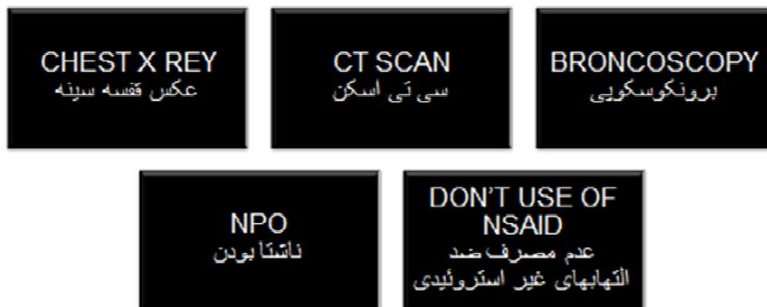 CHEST X REY
عکس قفسه سینه
CT SCAN
سی تی اسکن
BRONCOSCOPY
برونکوسکوپی
NPO
ناشتا بودن
DON'T USE OF
NSAID
عدم مصرف ضد
التهابهای غیر استروئیدی